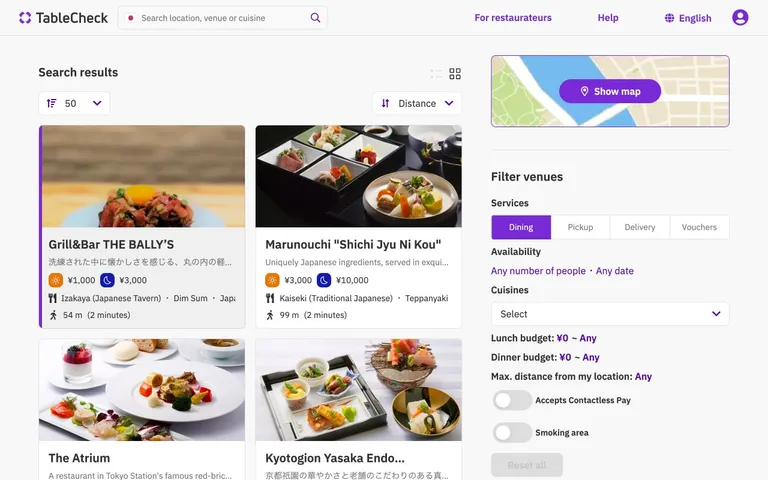 TableCheck
Search location, venue or cuisine
For restaurateurs
Help
English
Search results
50
Distance
Grill&Bar THE BALLY'S
洗練された中に懐かしさを感じる、丸の内の軽...
¥1,000 ¥3,000
Izakaya (Japanese Tavern) · Dim Sum · Japa
54 m (2 minutes)
Marunouchi "Shichi Jyu Ni Kou"
Uniquely Japanese ingredients, served in exqui...
¥3,000 ¥10,000
Kaiseki (Traditional Japanese) · Teppanyaki
99 m (2 minutes)
The Atrium
A restaurant in Tokyo Station's famous red-bric...
Kyotogion Yasaka Endo...
京都祇園の華やかさと老舗のこだわりのある真...
Show map
Filter venues
Services
Dining
Pickup
Delivery
Vouchers
Availability
Any number of people · Any date
Cuisines
Select
Lunch budget: ¥0 ~ Any
Dinner budget: ¥0 ~ Any
Max. distance from my location: Any
Accepts Contactless Pay
Smoking area
Reset all